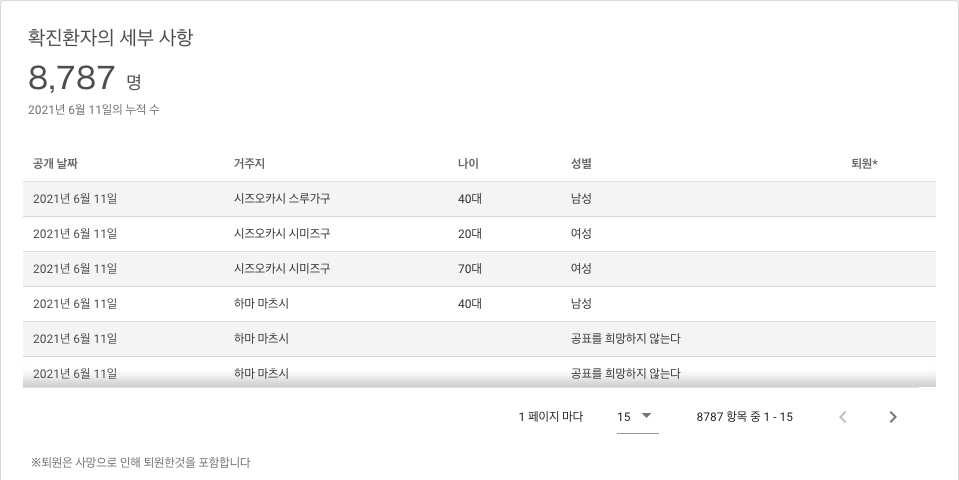 확진환자의 세부 사항
8,787 명
2021년 6월 11일의 누적 수
공개 날짜 거주지 나이 성별 퇴원*
2021년 6월 11일 시즈오카시 스루가구 40대 남성
2021년 6월 11일 시즈오카시 시미즈구 20대 여성
2021년 6월 11일 시즈오카시 시미즈구 70대 여성
2021년 6월 11일 하마 마츠시 40대 남성
2021년 6월 11일 하마 마츠시 공표를 희망하지 않는다
2021년 6월 11일 하마 마츠시 공표를 희망하지 않는다
1 페이지 마다 15 8787 항목 중 1 - 15
※퇴원은 사망으로 인해 퇴원한것을 포함합니다